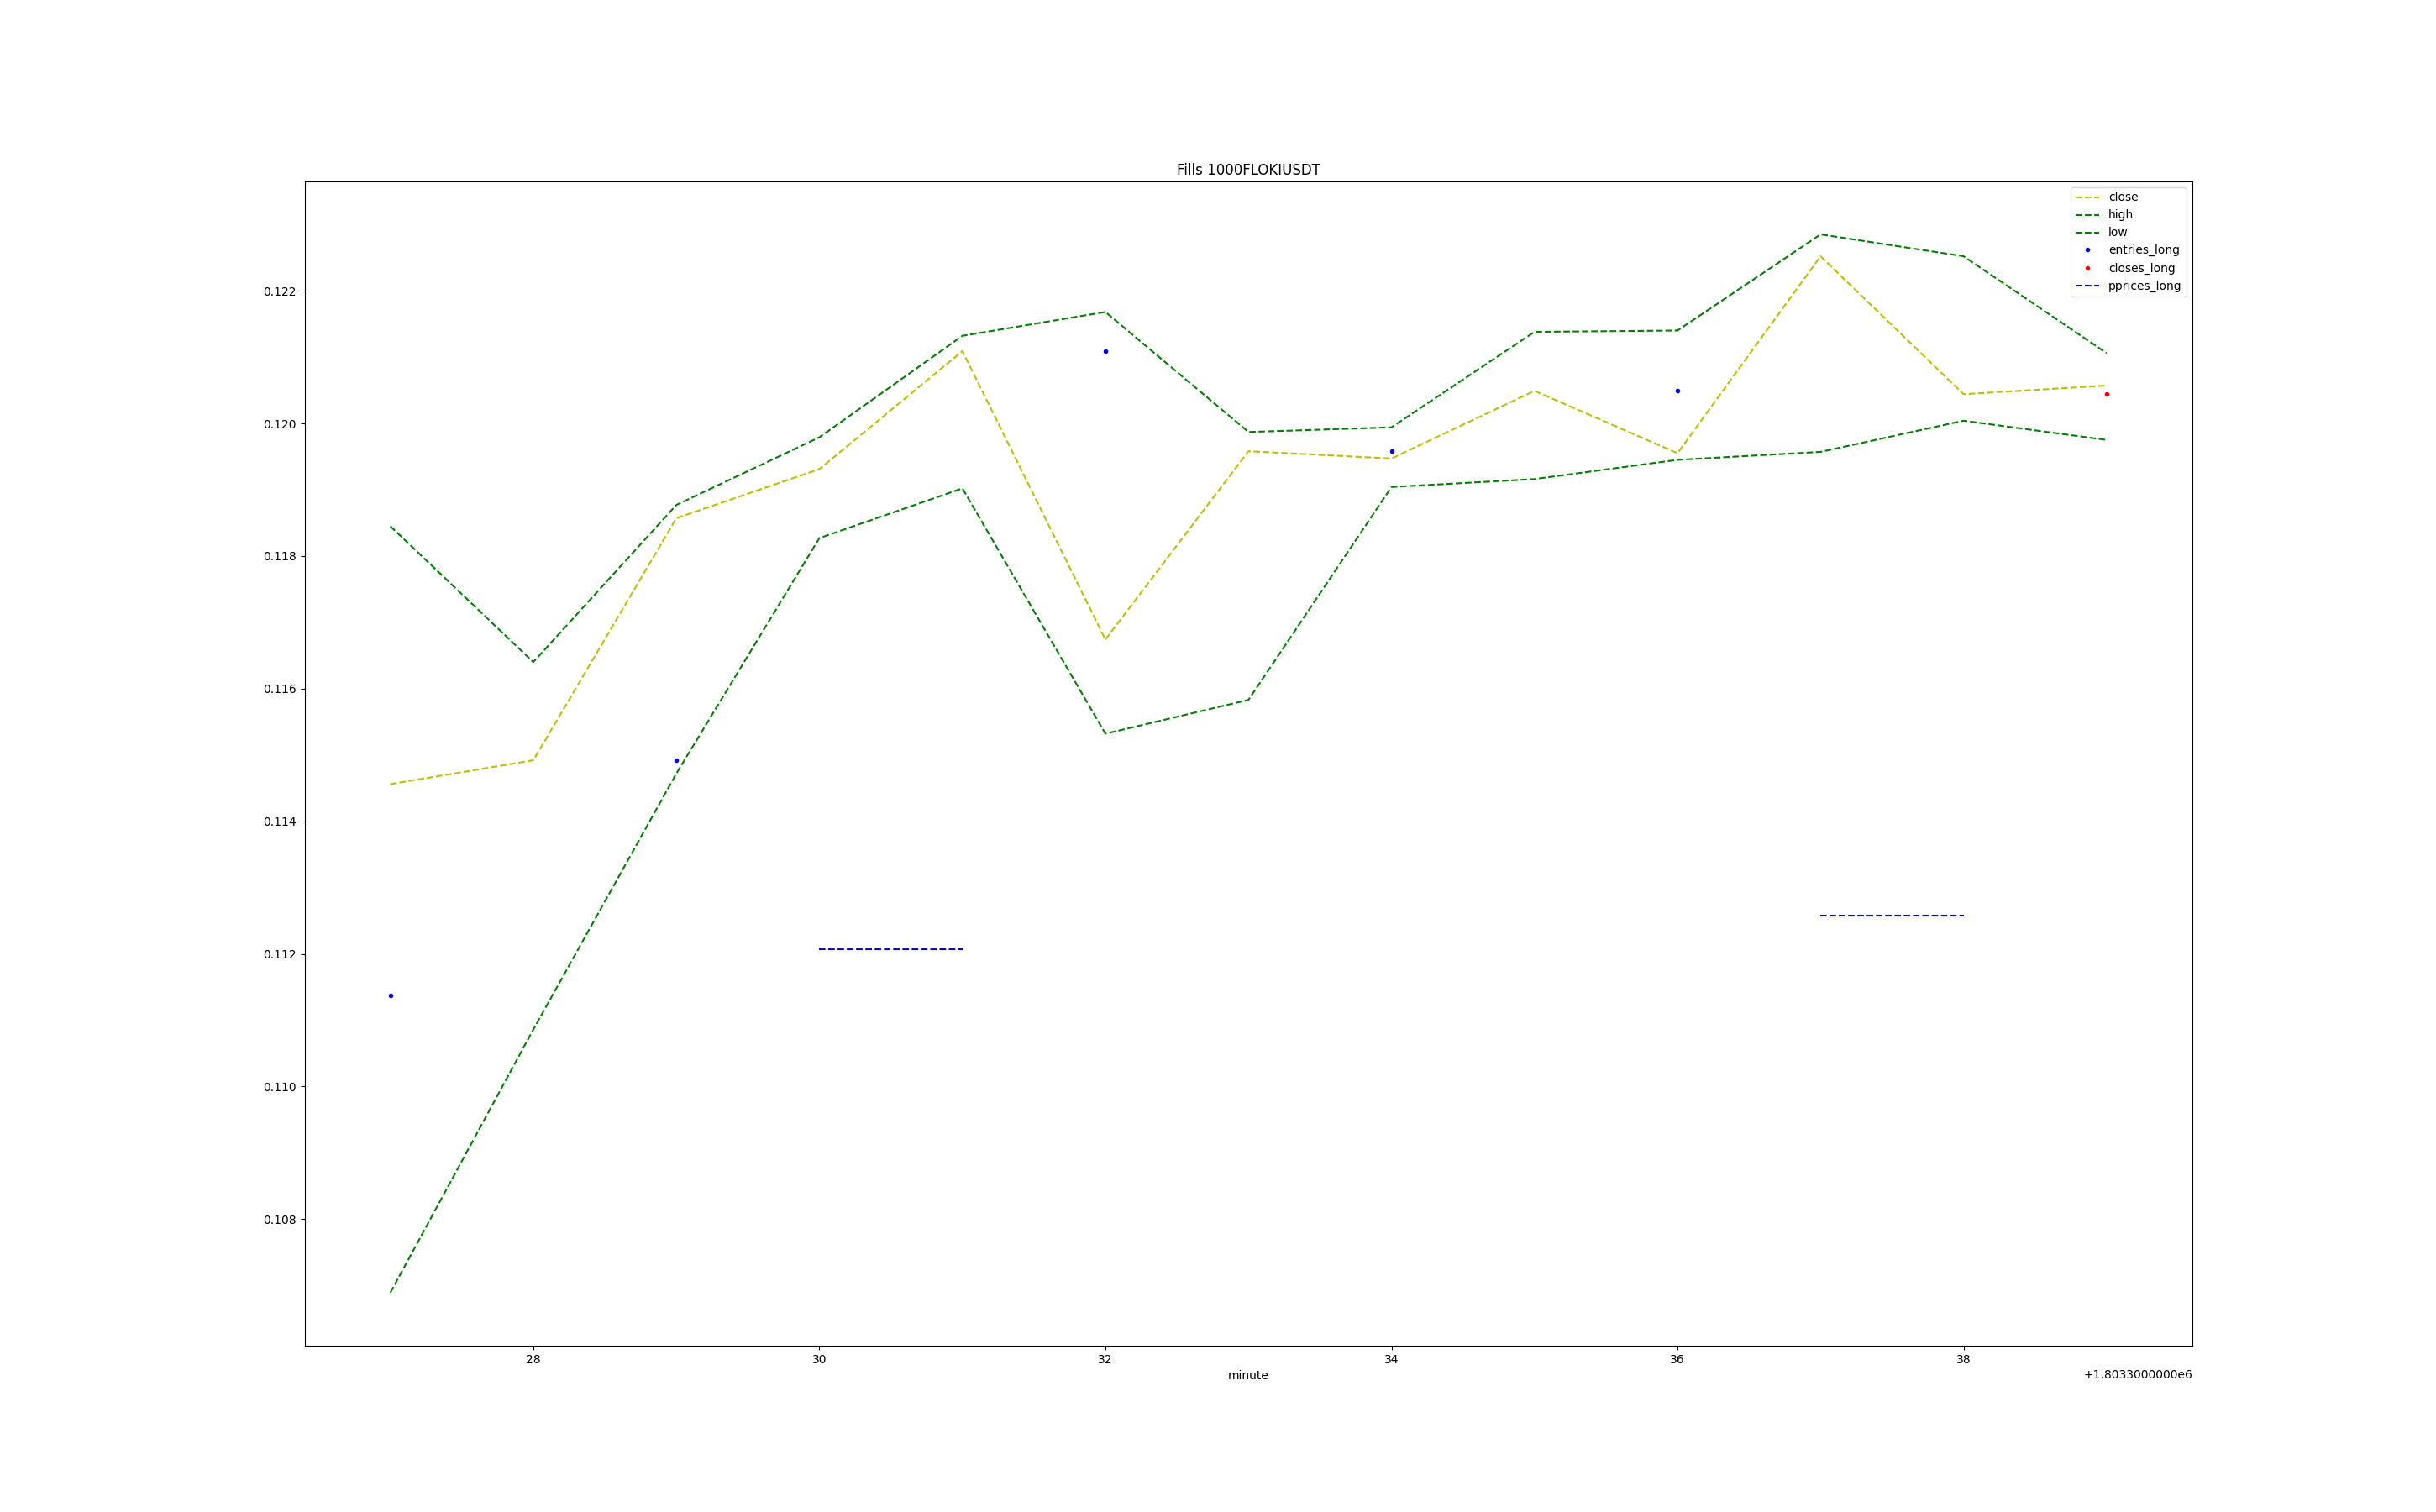 Fills 1000FLOKIUSDT
close
high
low
entries_long
closes_long
pprices_long
0.122
0.120
0.118
0.116
0.114
0.112
0.110
0.108
28 30 32 34 36 38
minute
+1.8033000000e6